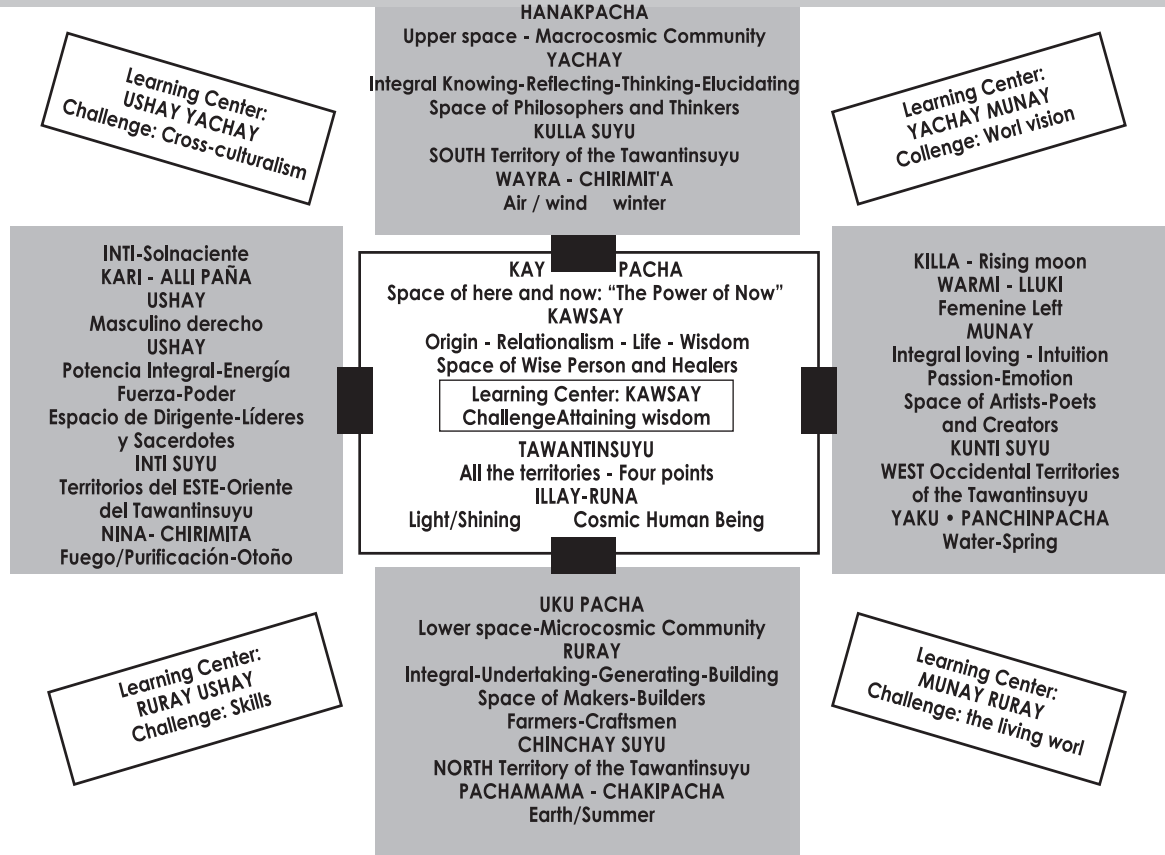 HANAKPACHA
Upper space - Macrocosmic Community
YACHAY
Integral Knowing-Reflecting-Thinking-Elucidating
Space of Philosophers and Thinkers
KULLA SUYU
SOUTH Territory of the Tawantinsuyu
WAYRA - CHIRIMIT'A
Air / wind winter
Learning Center:
USHAY YACHAY
Challenge: Cross-culturalism
Learning Center:
YACHAY MUNAY
Collenge: Worl vision
INTI-Solnaciente
KARI - ALLI PAÑA
USHAY
Masculino derecho
USHAY
Potencia Integral-Energía
Fuerza-Poder
Espacio de Dirigente-Líderes
y Sacerdotes
INTI SUYU
Territorios del ESTE-Oriente
del Tawantinsuyu
NINA- CHIRIMITA
Fuego/Purificación-Otoño
KAY PACHA
Space of here and now: “The Power of Now”
KAWSAY
Origin - Relationalism - Life - Wisdom
Space of Wise Person and Healers
Learning Center: KAWSAY
ChallengeAttaining wisdom
TAWANTINSUYU
All the territories - Four points
ILLAY-RUNA
Light/Shining Cosmic Human Being
KILLA - Rising moon
WARMI - LLUKI
Femenine Left
MUNAY
Integral loving - Intuition
Passion-Emotion
Space of Artists-Poets
and Creators
KUNTI SUYU
WEST Occidental Territories
of the Tawantinsuyu
YAKU • PANCHINPACHA
Water-Spring
UKU PACHA
Lower space-Microcosmic Community
RURAY
Integral-Undertaking-Generating-Building
Space of Makers-Builders
Farmers-Craftsmen
CHINCHAY SUYU
NORTH Territory of the Tawantinsuyu
PACHAMAMA - CHAKIPACHA
Earth/Summer
Learning Center:
RURAY USHAY
Challenge: Skills
Learning Center:
MUNAY RURAY
Challenge: the living worl